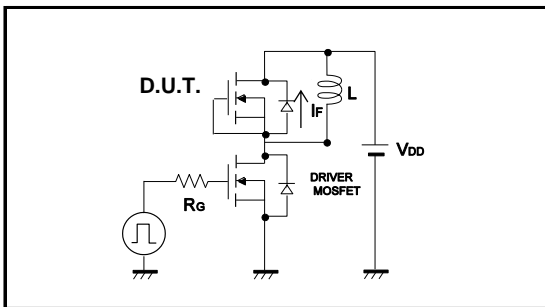 D.U.T.
L
IF
VDD
DRIVER
MOSFET
RG